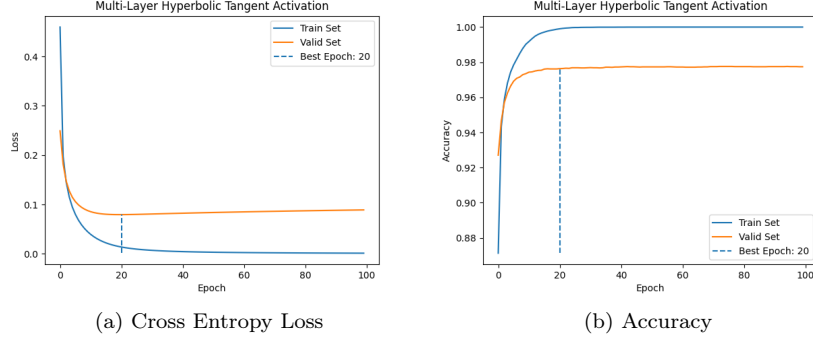 Multi-Layer Hyperbolic Tangent Activation
Train Set
Valid Set
Best Epoch: 20
Loss
0.4
0.3
0.2
0.1
0.0
0 20 40 60 80 100
Epoch
(a) Cross Entropy Loss
Multi-Layer Hyperbolic Tangent Activation
Accuracy
1.00
0.98
0.96
0.94
0.92
0.90
0.88
Train Set
Valid Set
Best Epoch: 20
0 20 40 60 80 100
Epoch
(b) Accuracy